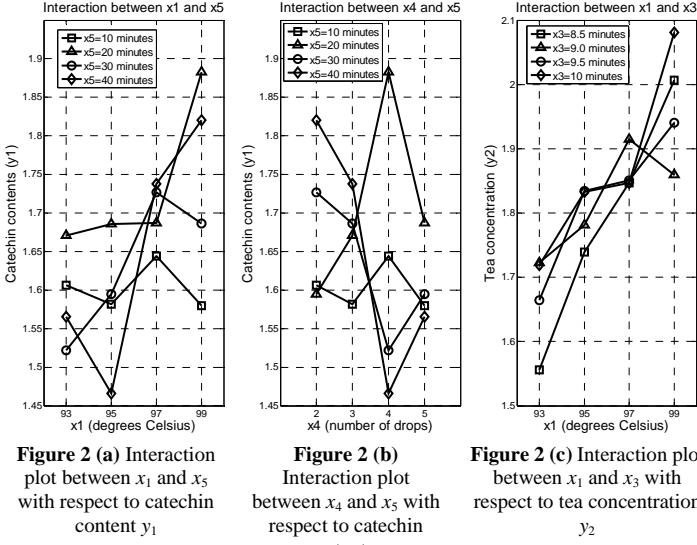 Interaction between x1 and x5
1.9
1.85
1.8
1.75
1.7
1.65
1.6
1.55
1.5
1.45
Catechin contents (y1)
x5=10 minutes
x5=20 minutes
x5=30 minutes
x5=40 minutes
93 95 97 99
x1 (degrees Celsius)
Figure 2 (a) Interaction
plot between x1 and x5
with respect to catechin
content y1
Interaction between x4 and x5
1.9
1.85
1.8
1.75
1.7
1.65
1.6
1.55
1.5
1.45
Catechin contents (y1)
x5=10 minutes
x5=20 minutes
x5=30 minutes
x5=40 minutes
2 3 4 5
x4 (number of drops)
Figure 2 (b)
Interaction plot
between x4 and x5 with
respect to catechin
Interaction between x1 and x3
2.1
2
1.9
1.8
1.7
1.6
1.5
Tea concentration (y2)
x3=8.5 minutes
x3=9.0 minutes
x3=9.5 minutes
x3=10 minutes
93 95 97 99
x1 (degrees Celsius)
Figure 2 (c) Interaction plo
between x1 and x3 with
respect to tea concentration
y2